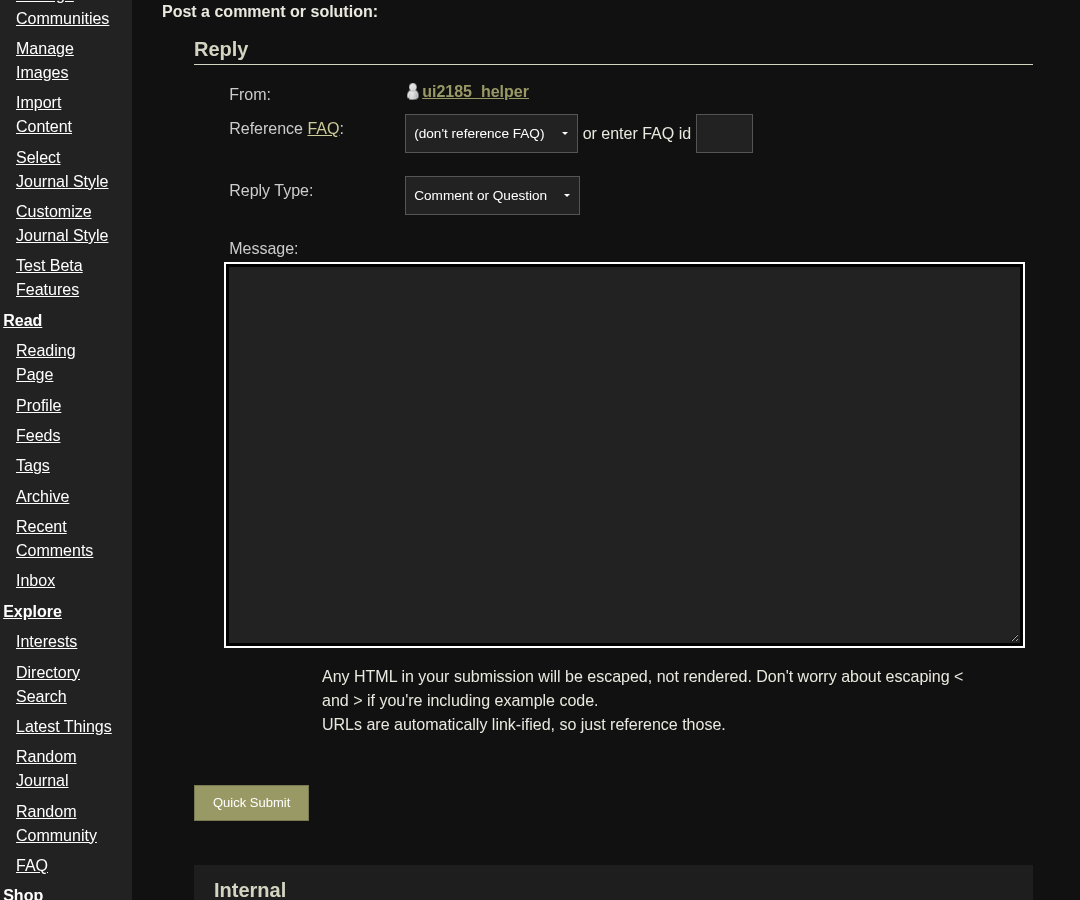 Communities
Manage
Images
Import
Content
Select
Journal Style
Customize
Journal Style
Test Beta
Features
Read
Reading
Page
Profile
Feeds
Tags
Archive
Recent
Comments
Inbox
Explore
Interests
Directory
Search
Latest Things
Random
Journal
Random
Community
FAQ
Shop
Post a comment or solution:
Reply
From: ui2185_helper
Reference FAQ: (don't reference FAQ) or enter FAQ id
Reply Type: Comment or Question
Message:
Any HTML in your submission will be escaped, not rendered. Don't worry about escaping <
and > if you're including example code.
URLs are automatically link-ified, so just reference those.
Quick Submit
Internal